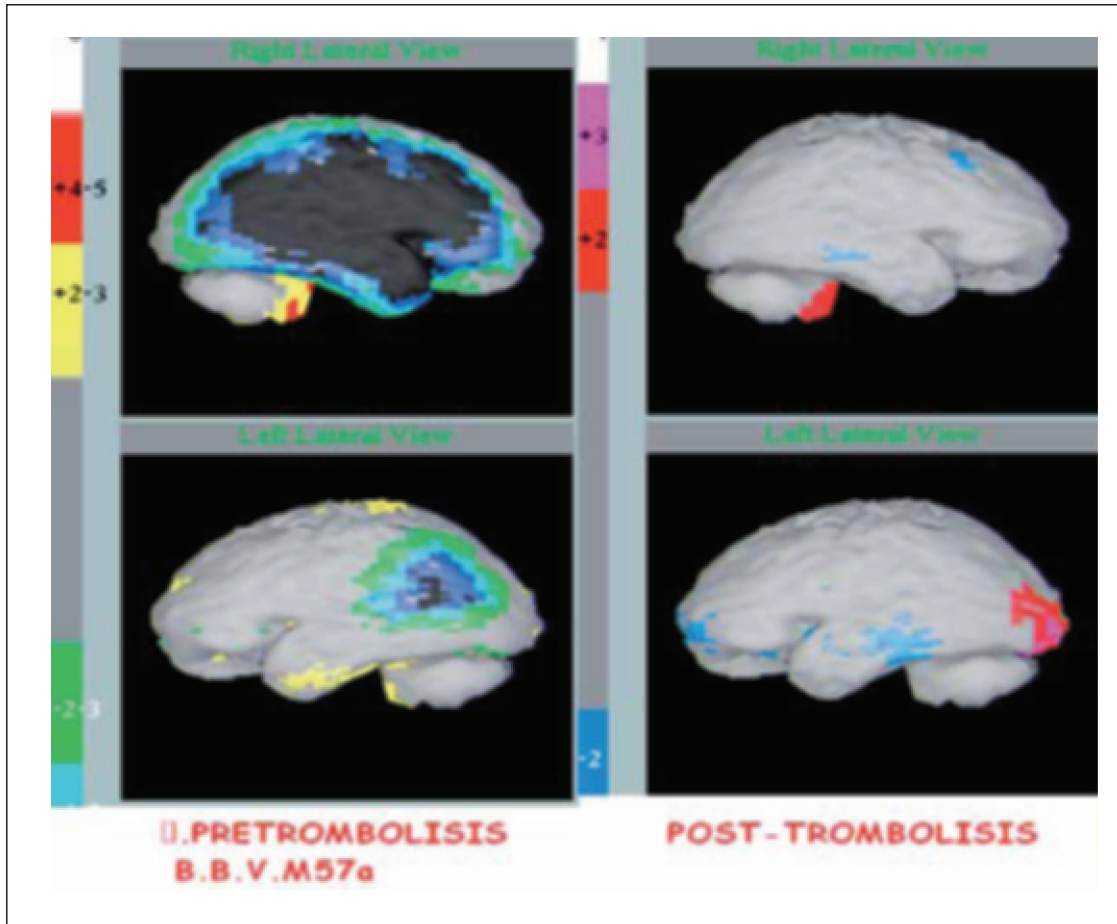 Right Lateral View
Right Lateral View
+4-5
+2-3
+3
+2
Left Lateral View
Left Lateral View
-2-3
-2
.PRETROMBOLISIS
B.B.V.M57a
POST-TROMBOLISIS